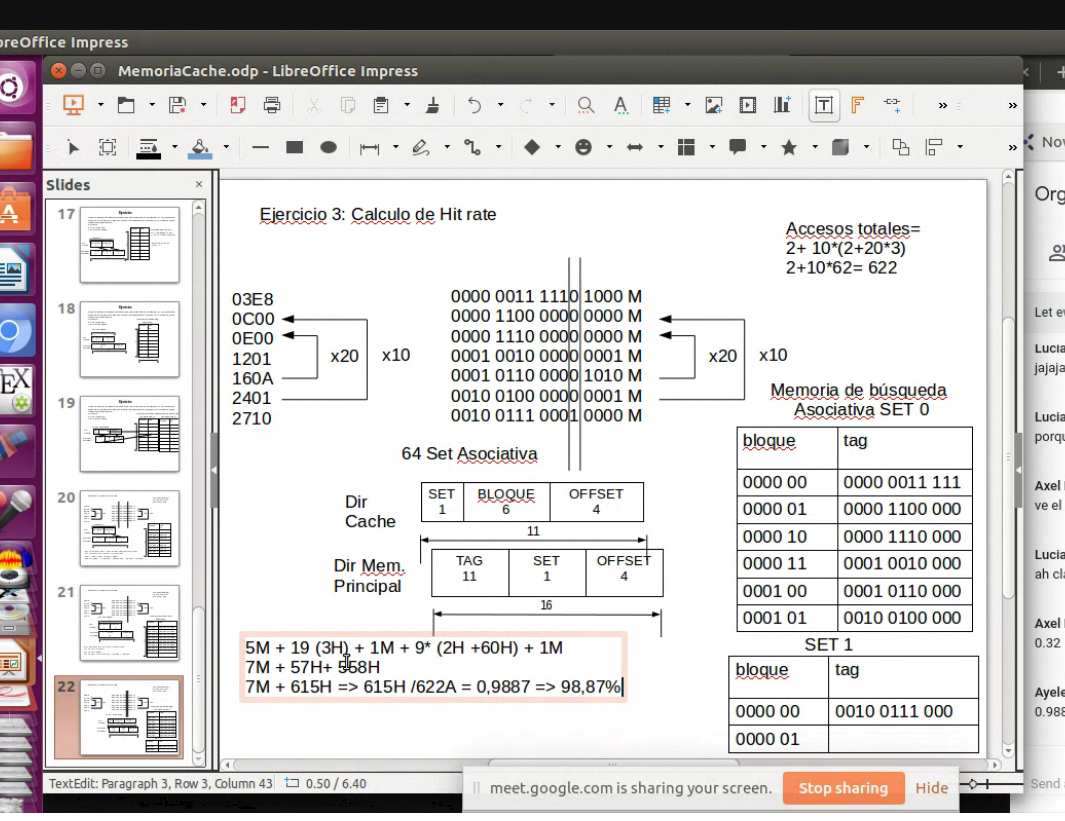 breOffice Impress
MemoriaCache.odp - LibreOffice Impress
Slides
17
18
19
20
21
22
Ejercicio 3: Calculo de Hit rate
Accesos totales=
2+ 10*(2+20*3)
2+10*62= 622
03E8
0C00
0E00
1201
160A
2401
2710
x20
x10
0000 0011 1110 1000 M
0000 1100 0000 0000 M
0000 1110 0000 0000 M
0001 0010 0000 0001 M
0001 0110 0000 1010 M
0010 0100 0000 0001 M
0010 0111 0001 0000 M
x20
x10
64 Set Asociativa
Dir
Cache
SET BLOQUE OFFSET
1 6 4
11
Dir Mem.
Principal
TAG SET OFFSET
11 1 4
16
5M + 19 (3H) + 1M + 9* (2H +60H) + 1M
7M + 57H+ 558H
7M + 615H => 615H /622A = 0,9887 => 98,87%
Memoria de búsqueda
Asociativa SET 0
bloque tag
0000 00 0000 0011 111
0000 01 0000 1100 000
0000 10 0000 1110 000
0000 11 0001 0010 000
0001 00 0001 0110 000
0001 01 0010 0100 000
SET 1
bloque tag
0000 00 0010 0111 000
0000 01
TextEdit: Paragraph 3, Row 3, Column 43
0.50 / 6.40
meet.google.com is sharing your screen.
Stop sharing
Hide
Now
Org
Let ev
Lucia
jajaja
Lucia
porqu
Axel
ve el
Lucia
ah cla
Axel
0.32
Ayele
0.988
Send